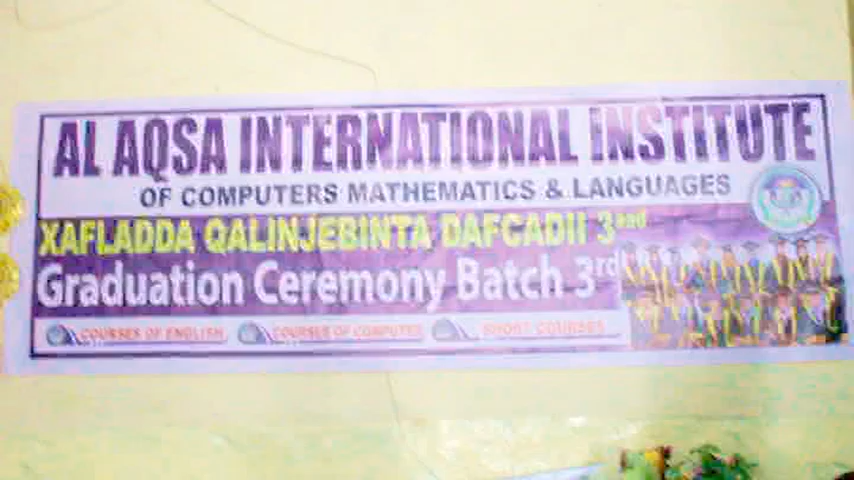 AL AQSA INTERNATIONAL INSTITUTE
OF COMPUTERS MATHEMATICS & LANGUAGES
XAFLADDA QALINJEBINTA DAFCADII 3aad
Graduation Ceremony Batch 3rd
COURSES OF ENGLISH COURSES OF COMPUTER SHORT COURSES